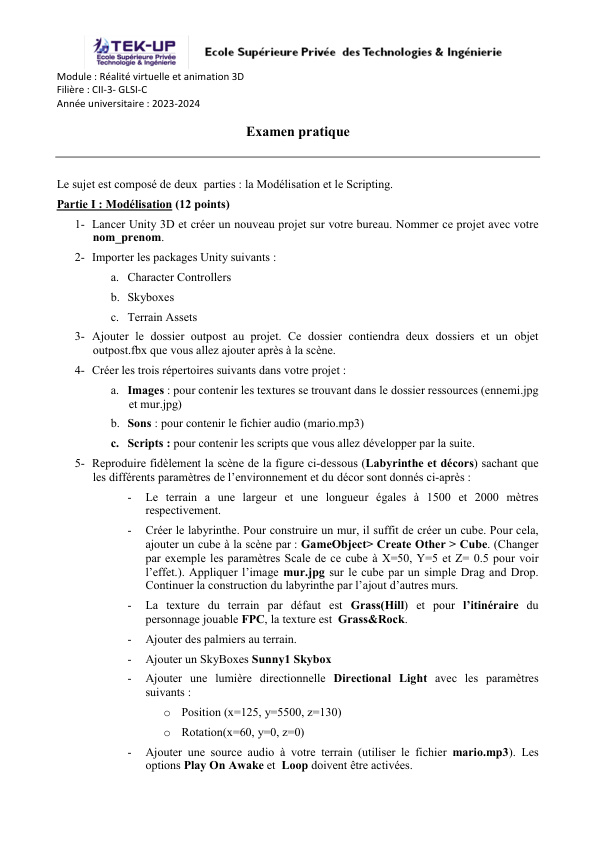 TEK-UP
Ecole Supérieure Privée
Technologies & Ingénierie
Ecole Supérieure Privée des Technologies & Ingénierie
Module : Réalité virtuelle et animation 3D
Filière : CII-3- GLSI-C
Année universitaire : 2023-2024
Examen pratique
Le sujet est composé de deux parties : la Modélisation et le Scripting.
Partie I : Modélisation (12 points)
1- Lancer Unity 3D et créer un nouveau projet sur votre bureau. Nommer ce projet avec votre
nom_prenom.
2- Importer les packages Unity suivants :
a. Character Controllers
b. Skyboxes
c. Terrain Assets
3- Ajouter le dossier outpost au projet. Ce dossier contiendra deux dossiers et un objet
outpost.fbx que vous allez ajouter après à la scène.
4- Créer les trois répertoires suivants dans votre projet :
a. Images : pour contenir les textures se trouvant dans le dossier ressources (ennemi.jpg
et mur.jpg)
b. Sons : pour contenir le fichier audio (mario.mp3)
c. Scripts : pour contenir les scripts que vous allez développer par la suite.
5- Reproduire fidèlement la scène de la figure ci-dessous (Labyrinthe et décors) sachant que
les différents paramètres de l'environnement et du décor sont donnés ci-après :
- Le terrain a une largeur et une longueur égales à 1500 et 2000 mètres
respectivement.
- Créer le labyrinthe. Pour construire un mur, il suffit de créer un cube. Pour cela,
ajouter un cube à la scène par : GameObject> Create Other > Cube. (Changer
par exemple les paramètres Scale de ce cube à X=50, Y=5 et Z= 0.5 pour voir
l'effet.). Appliquer l'image mur.jpg sur le cube par un simple Drag and Drop.
Continuer la construction du labyrinthe par l'ajout d'autres murs.
- La texture du terrain par défaut est Grass(Hill) et pour l'itinéraire du
personnage jouable FPC, la texture est Grass&Rock.
- Ajouter des palmiers au terrain.
- Ajouter un SkyBoxes Sunny1 Skybox
- Ajouter une lumière directionnelle Directional Light avec les paramètres
suivants :
o Position (x=125, y=5500, z=130)
o Rotation(x=60, y=0, z=0)
- Ajouter une source audio à votre terrain (utiliser le fichier mario.mp3). Les
options Play On Awake et Loop doivent être activées.